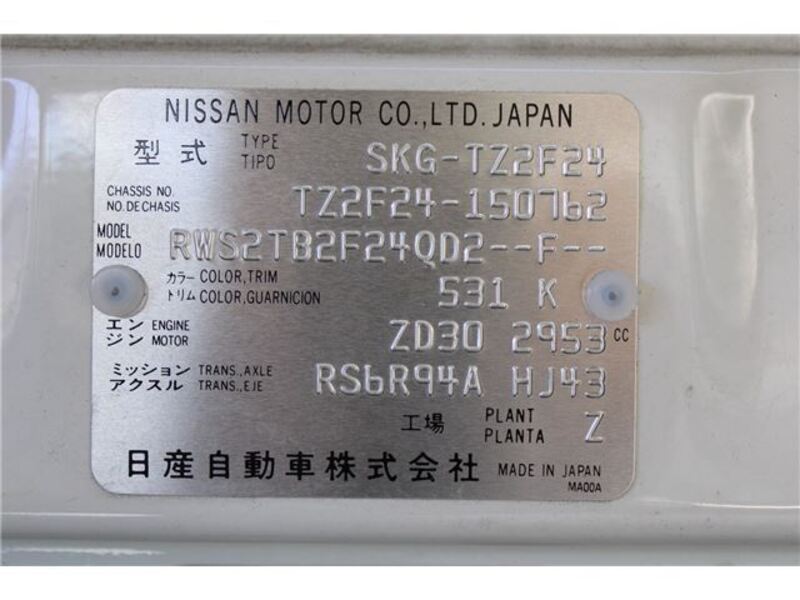 NISSAN MOTOR CO.,LTD. JAPAN
型式 TYPE TIPO SKG-TZ2F24
CHASSIS NO. NO. DE CHASIS TZ2F24-150762
MODEL MODELO RWS2TB2F24QD2--F--
カラー COLOR,TRIM
トリム COLOR,GUARNICION 531 K
エン ENGINE
ジン MOTOR ZD30 2953 CC
ミッション TRANS.,AXLE
アクスル TRANS.,EJE RS6R94A HJ43
工場 PLANT PLANTA Z
日産自動車株式会社 MADE IN JAPAN
MA00A